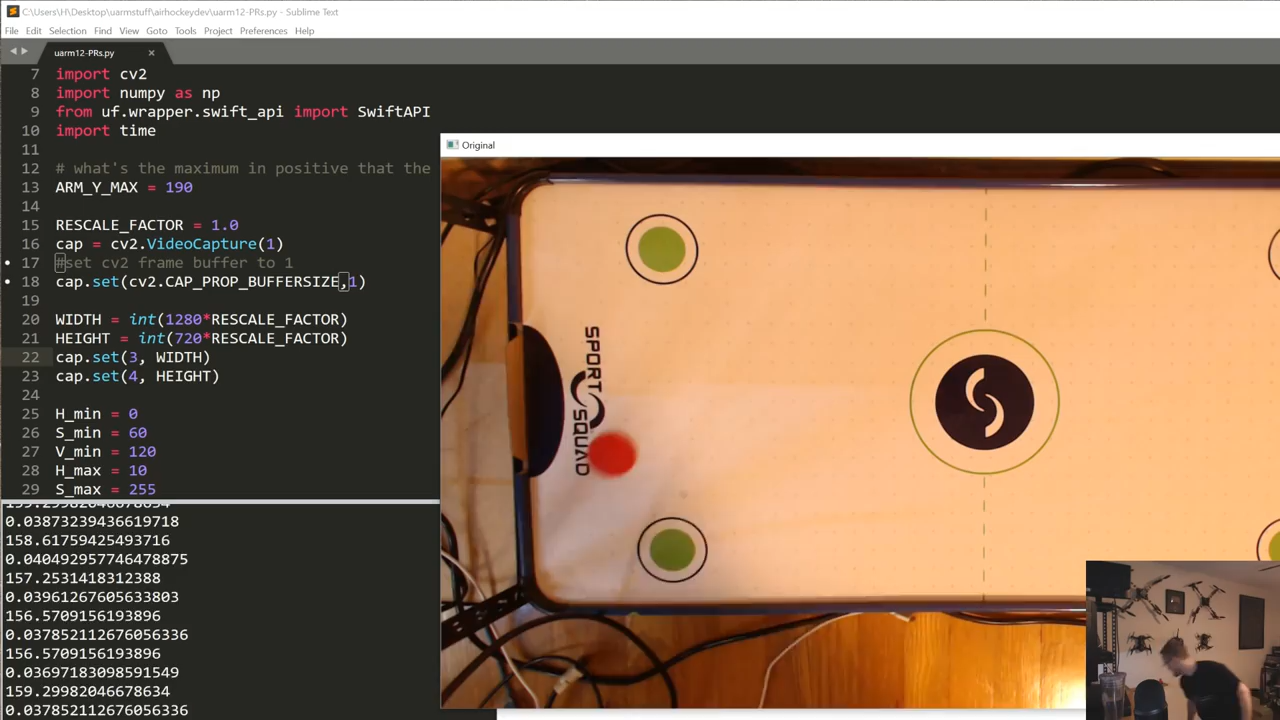 C:\Users\H\Desktop\uarmstuff\airhockeydev\uarm12-PRs.py - Sublime Text
File Edit Selection Find View Goto Tools Project Preferences Help
uarm12-PRs.py
7 import cv2
8 import numpy as np
9 from uf.wrapper.swift_api import SwiftAPI
10 import time
11
12 # what's the maximum in positive that the
13 ARM_Y_MAX = 190
14
15 RESCALE_FACTOR = 1.0
16 cap = cv2.VideoCapture(1)
17 #set cv2 frame buffer to 1
18 cap.set(cv2.CAP_PROP_BUFFERSIZE,1)
19
20 WIDTH = int(1280*RESCALE_FACTOR)
21 HEIGHT = int(720*RESCALE_FACTOR)
22 cap.set(3, WIDTH)
23 cap.set(4, HEIGHT)
24
25 H_min = 0
26 S_min = 60
27 V_min = 120
28 H_max = 10
29 S_max = 255
0.03873239436619718
158.61759425493716
0.040492957746478875
157.2531418312388
0.03961267605633803
156.5709156193896
0.037852112676056336
156.5709156193896
0.03697183098591549
159.29982046678634
0.037852112676056336
Original
SPORT
SQUAD